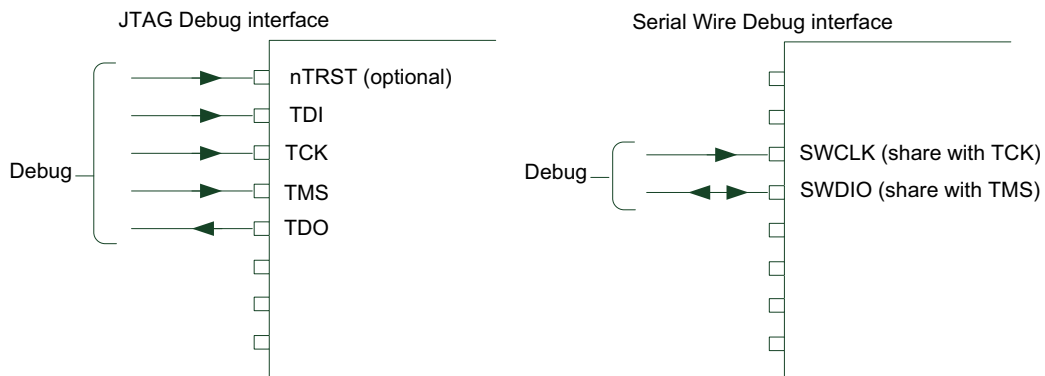 JTAG Debug interface
Debug
nTRST (optional)
TDI
TCK
TMS
TDO
Serial Wire Debug interface
Debug
SWCLK (share with TCK)
SWDIO (share with TMS)